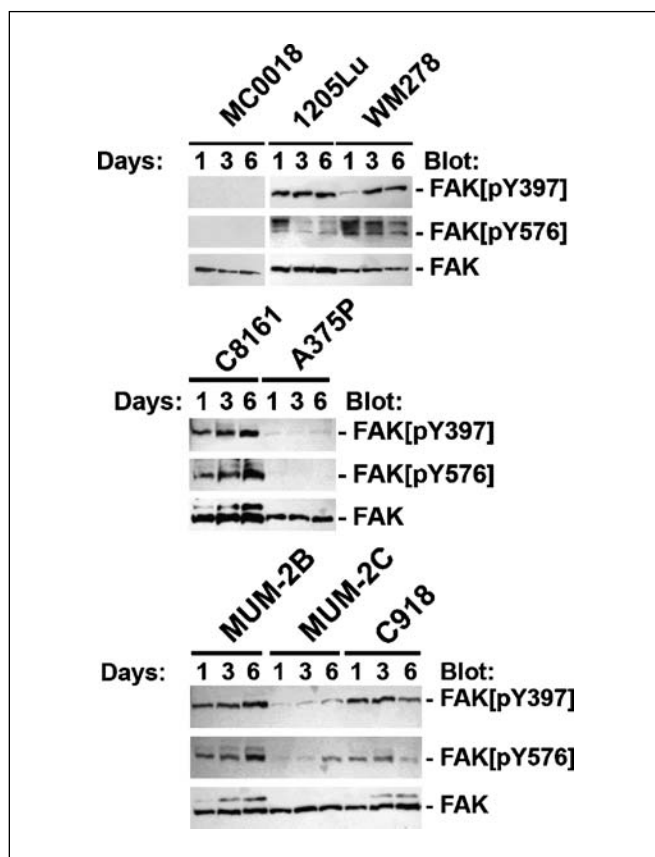 MC0018 1205Lu WM278
Days: 1 3 6 1 3 6 1 3 6 Blot:
- FAK[pY397]
- FAK[pY576]
- FAK
C8161 A375P
Days: 1 3 6 1 3 6 Blot:
- FAK[pY397]
- FAK[pY576]
- FAK
MUM-2B MUM-2C C918
Days: 1 3 6 1 3 6 1 3 6 Blot:
- FAK[pY397]
- FAK[pY576]
- FAK